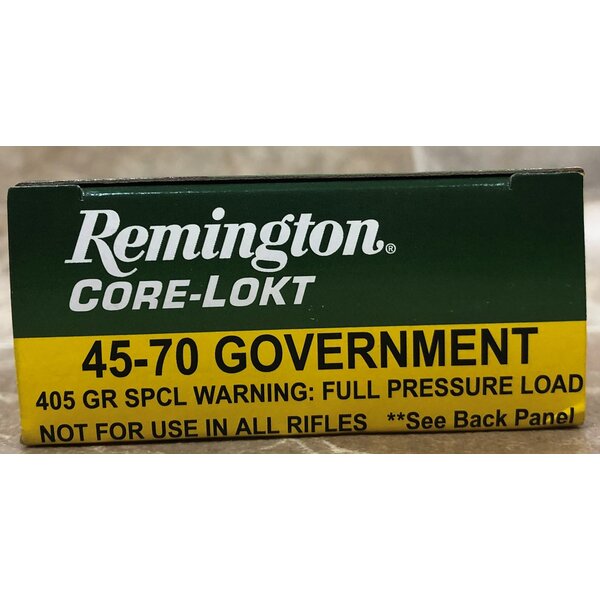 Remington®
CORE-LOKT
45-70 GOVERNMENT
405 GR SPCL WARNING: FULL PRESSURE LOAD
NOT FOR USE IN ALL RIFLES **See Back Panel